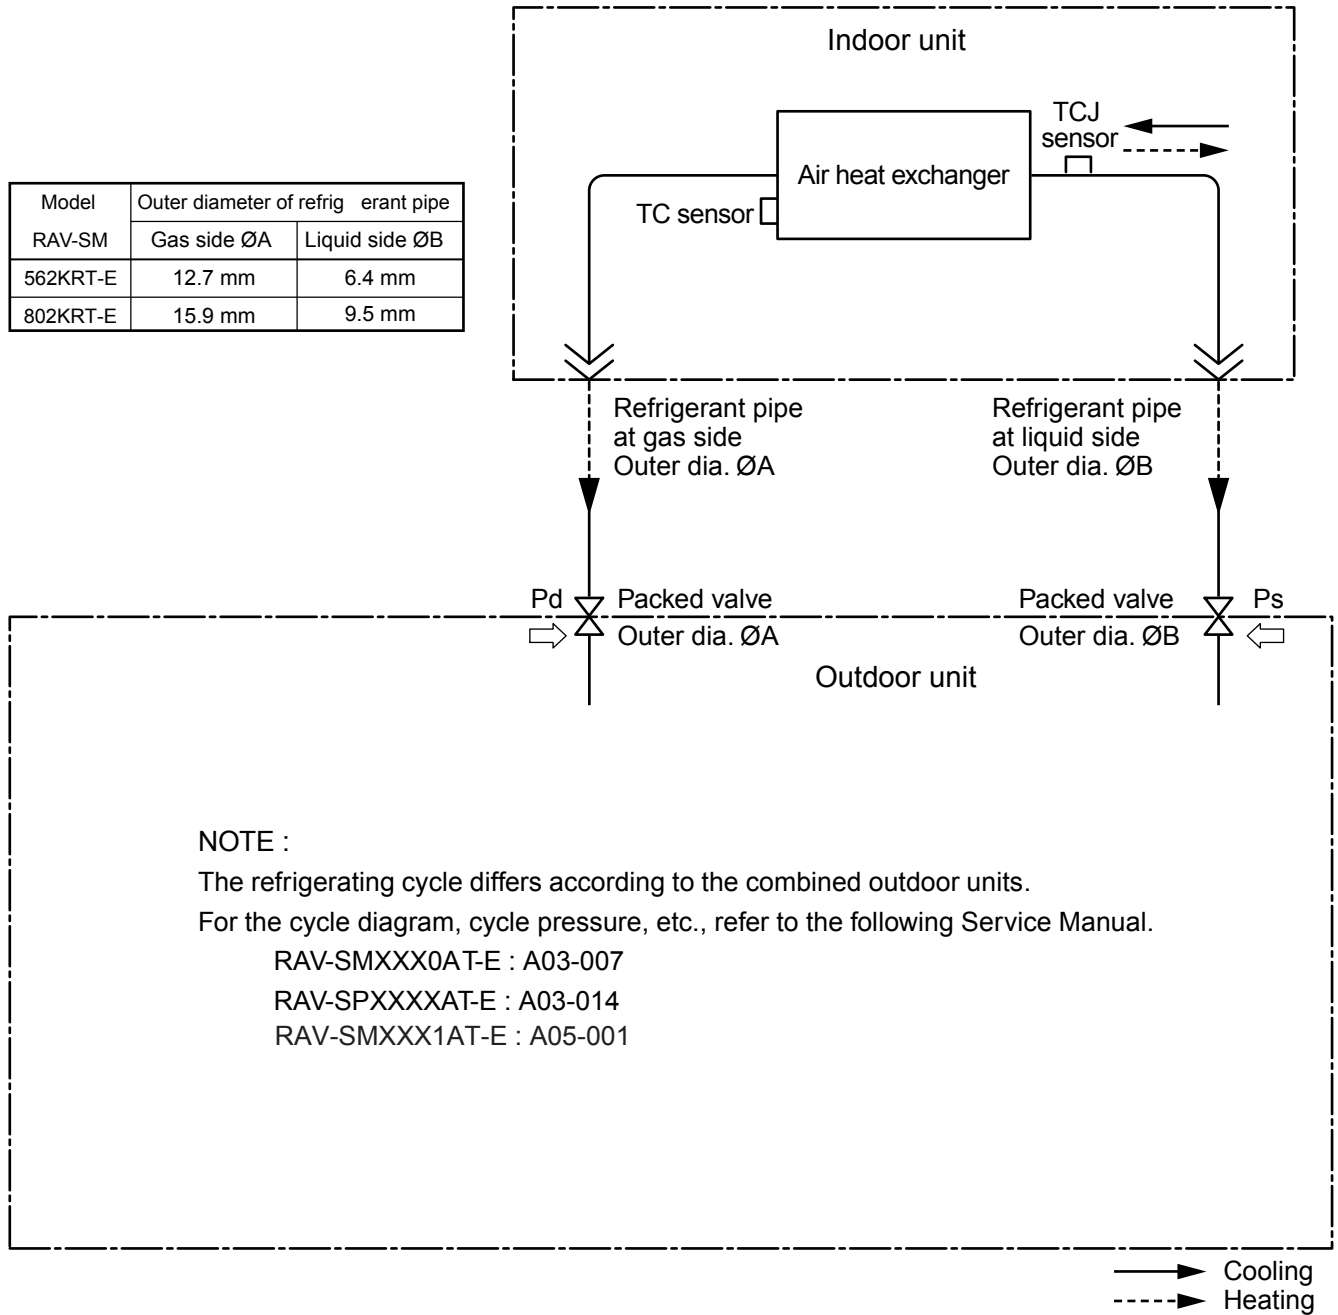 Indoor unit
TCJ
sensor
Air heat exchanger
TC sensor
Model Outer diameter of refrig erant pipe
RAV-SM Gas side ØA Liquid side ØB
562KRT-E 12.7 mm 6.4 mm
802KRT-E 15.9 mm 9.5 mm
Refrigerant pipe
at gas side
Outer dia. ØA
Refrigerant pipe
at liquid side
Outer dia. ØB
Pd Packed valve
Outer dia. ØA
Packed valve Ps
Outer dia. ØB
Outdoor unit
NOTE :
The refrigerating cycle differs according to the combined outdoor units.
For the cycle diagram, cycle pressure, etc., refer to the following Service Manual.
RAV-SMXXX0AT-E : A03-007
RAV-SPXXXXAT-E : A03-014
RAV-SMXXX1AT-E : A05-001
Cooling
Heating